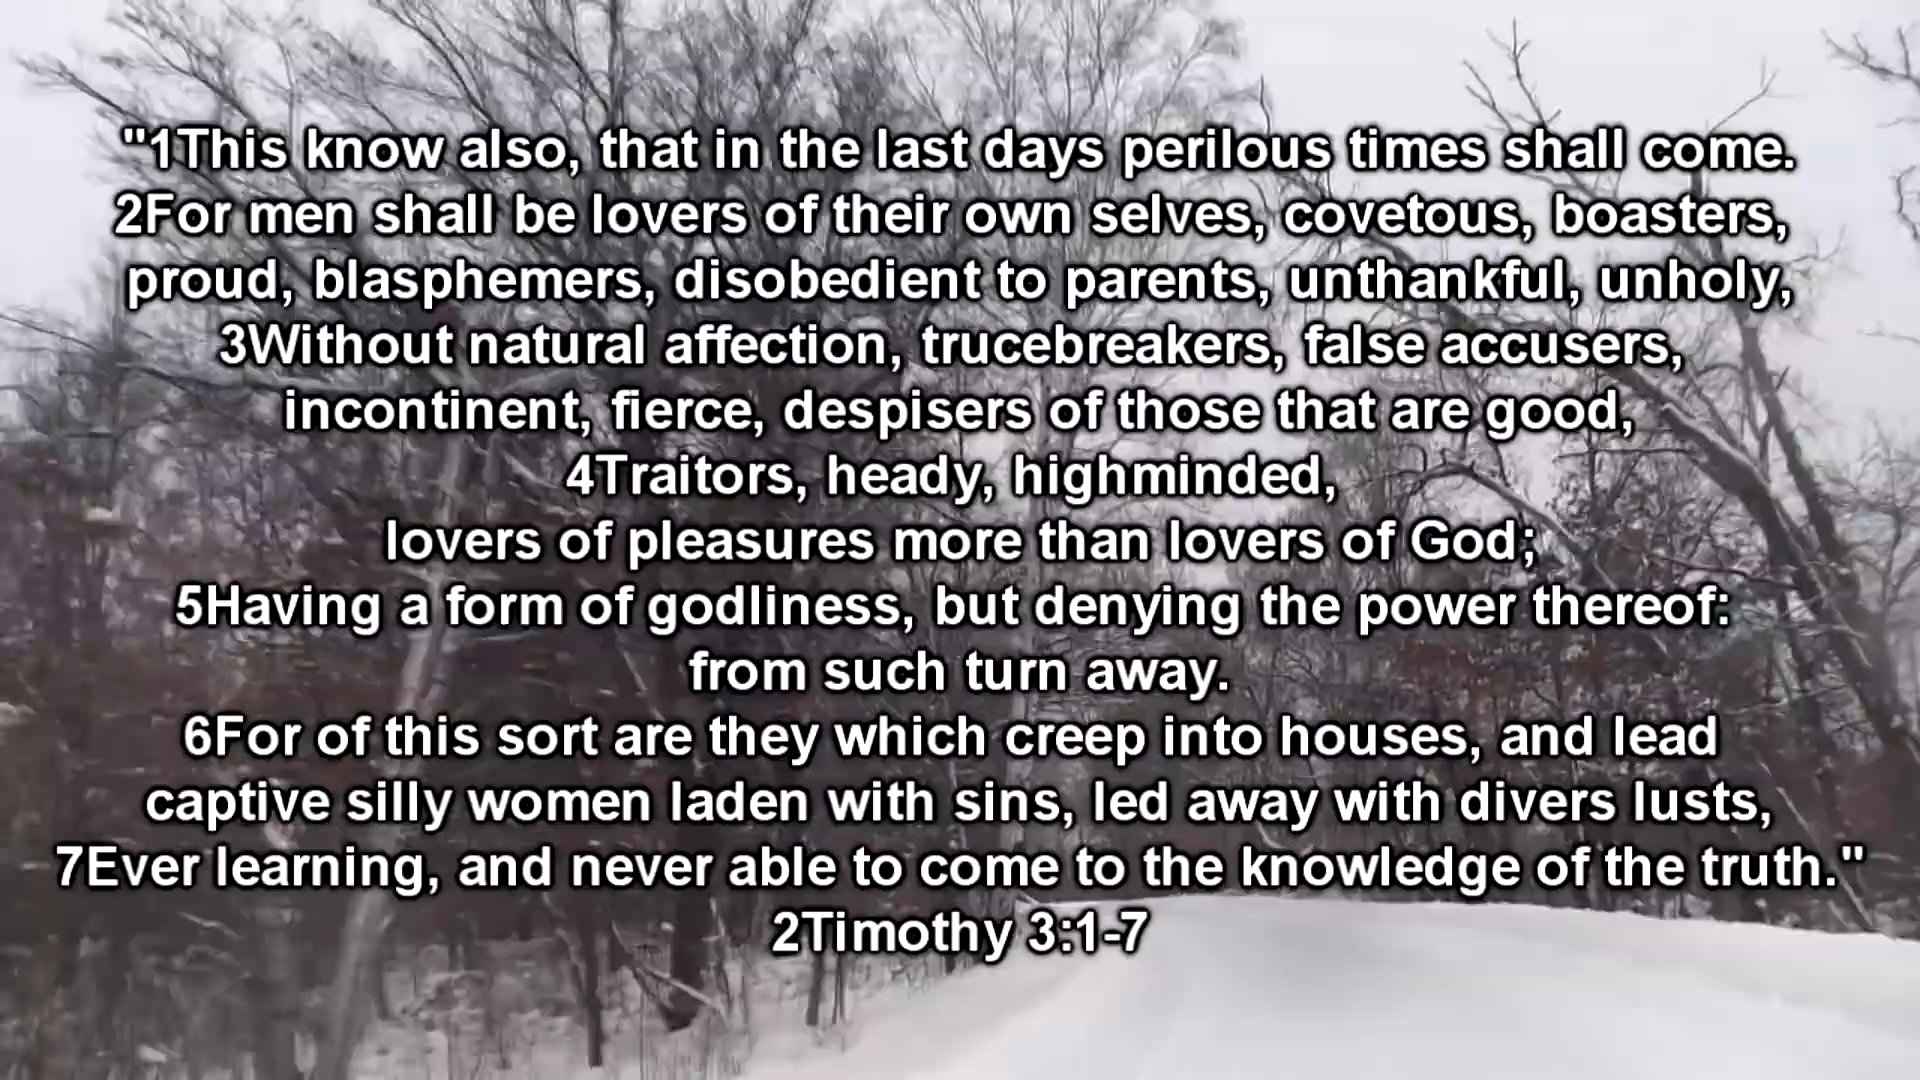 "1This know also, that in the last days perilous times shall come.
2For men shall be lovers of their own selves, covetous, boasters,
proud, blasphemers, disobedient to parents, unthankful, unholy,
3Without natural affection, trucebreakers, false accusers,
incontinent, fierce, despisers of those that are good,
4Traitors, heady, highminded,
lovers of pleasures more than lovers of God;
5Having a form of godliness, but denying the power thereof:
from such turn away.
6For of this sort are they which creep into houses, and lead
captive silly women laden with sins, led away with divers lusts,
7Ever learning, and never able to come to the knowledge of the truth."
2Timothy 3:1-7